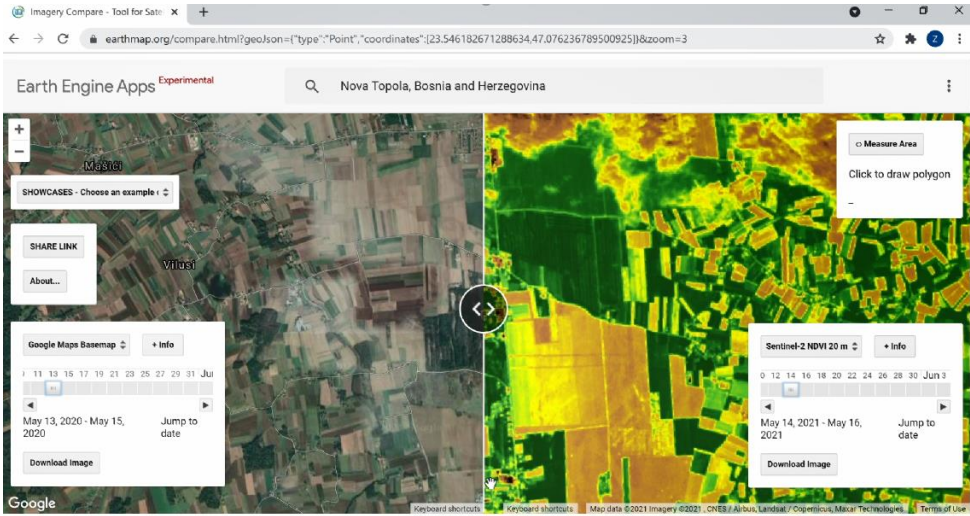 Imagery Compare - Tool for Sate
earthmap.org/compare.html?geoJson={"type":"Point","coordinates":[23.546182671288634,47.076236789500925]}&zoom=3
Z
Earth Engine Apps Experimental
Nova Topola, Bosnia and Herzegovina
Mašići
SHOWCASES - Choose an example
SHARE LINK
About...
Vilusi
Google Maps Basemap
+ Info
11 13 15 17 19 21 23 25 27 29 31 Jun
May 13, 2020 - May 15, 2020
Jump to date
Download Image
Google
Keyboard shortcuts
Measure Area
Click to draw polygon
Sentinel-2 NDVI 20 m
+ Info
0 12 14 16 18 20 22 24 26 28 30 Jun 3
May 14, 2021 - May 16, 2021
Jump to date
Download Image
Keyboard shortcuts
Map data ©2021 Imagery ©2021 , CNES / Airbus, Landsat / Copernicus, Maxar Technologies
Terms of Use